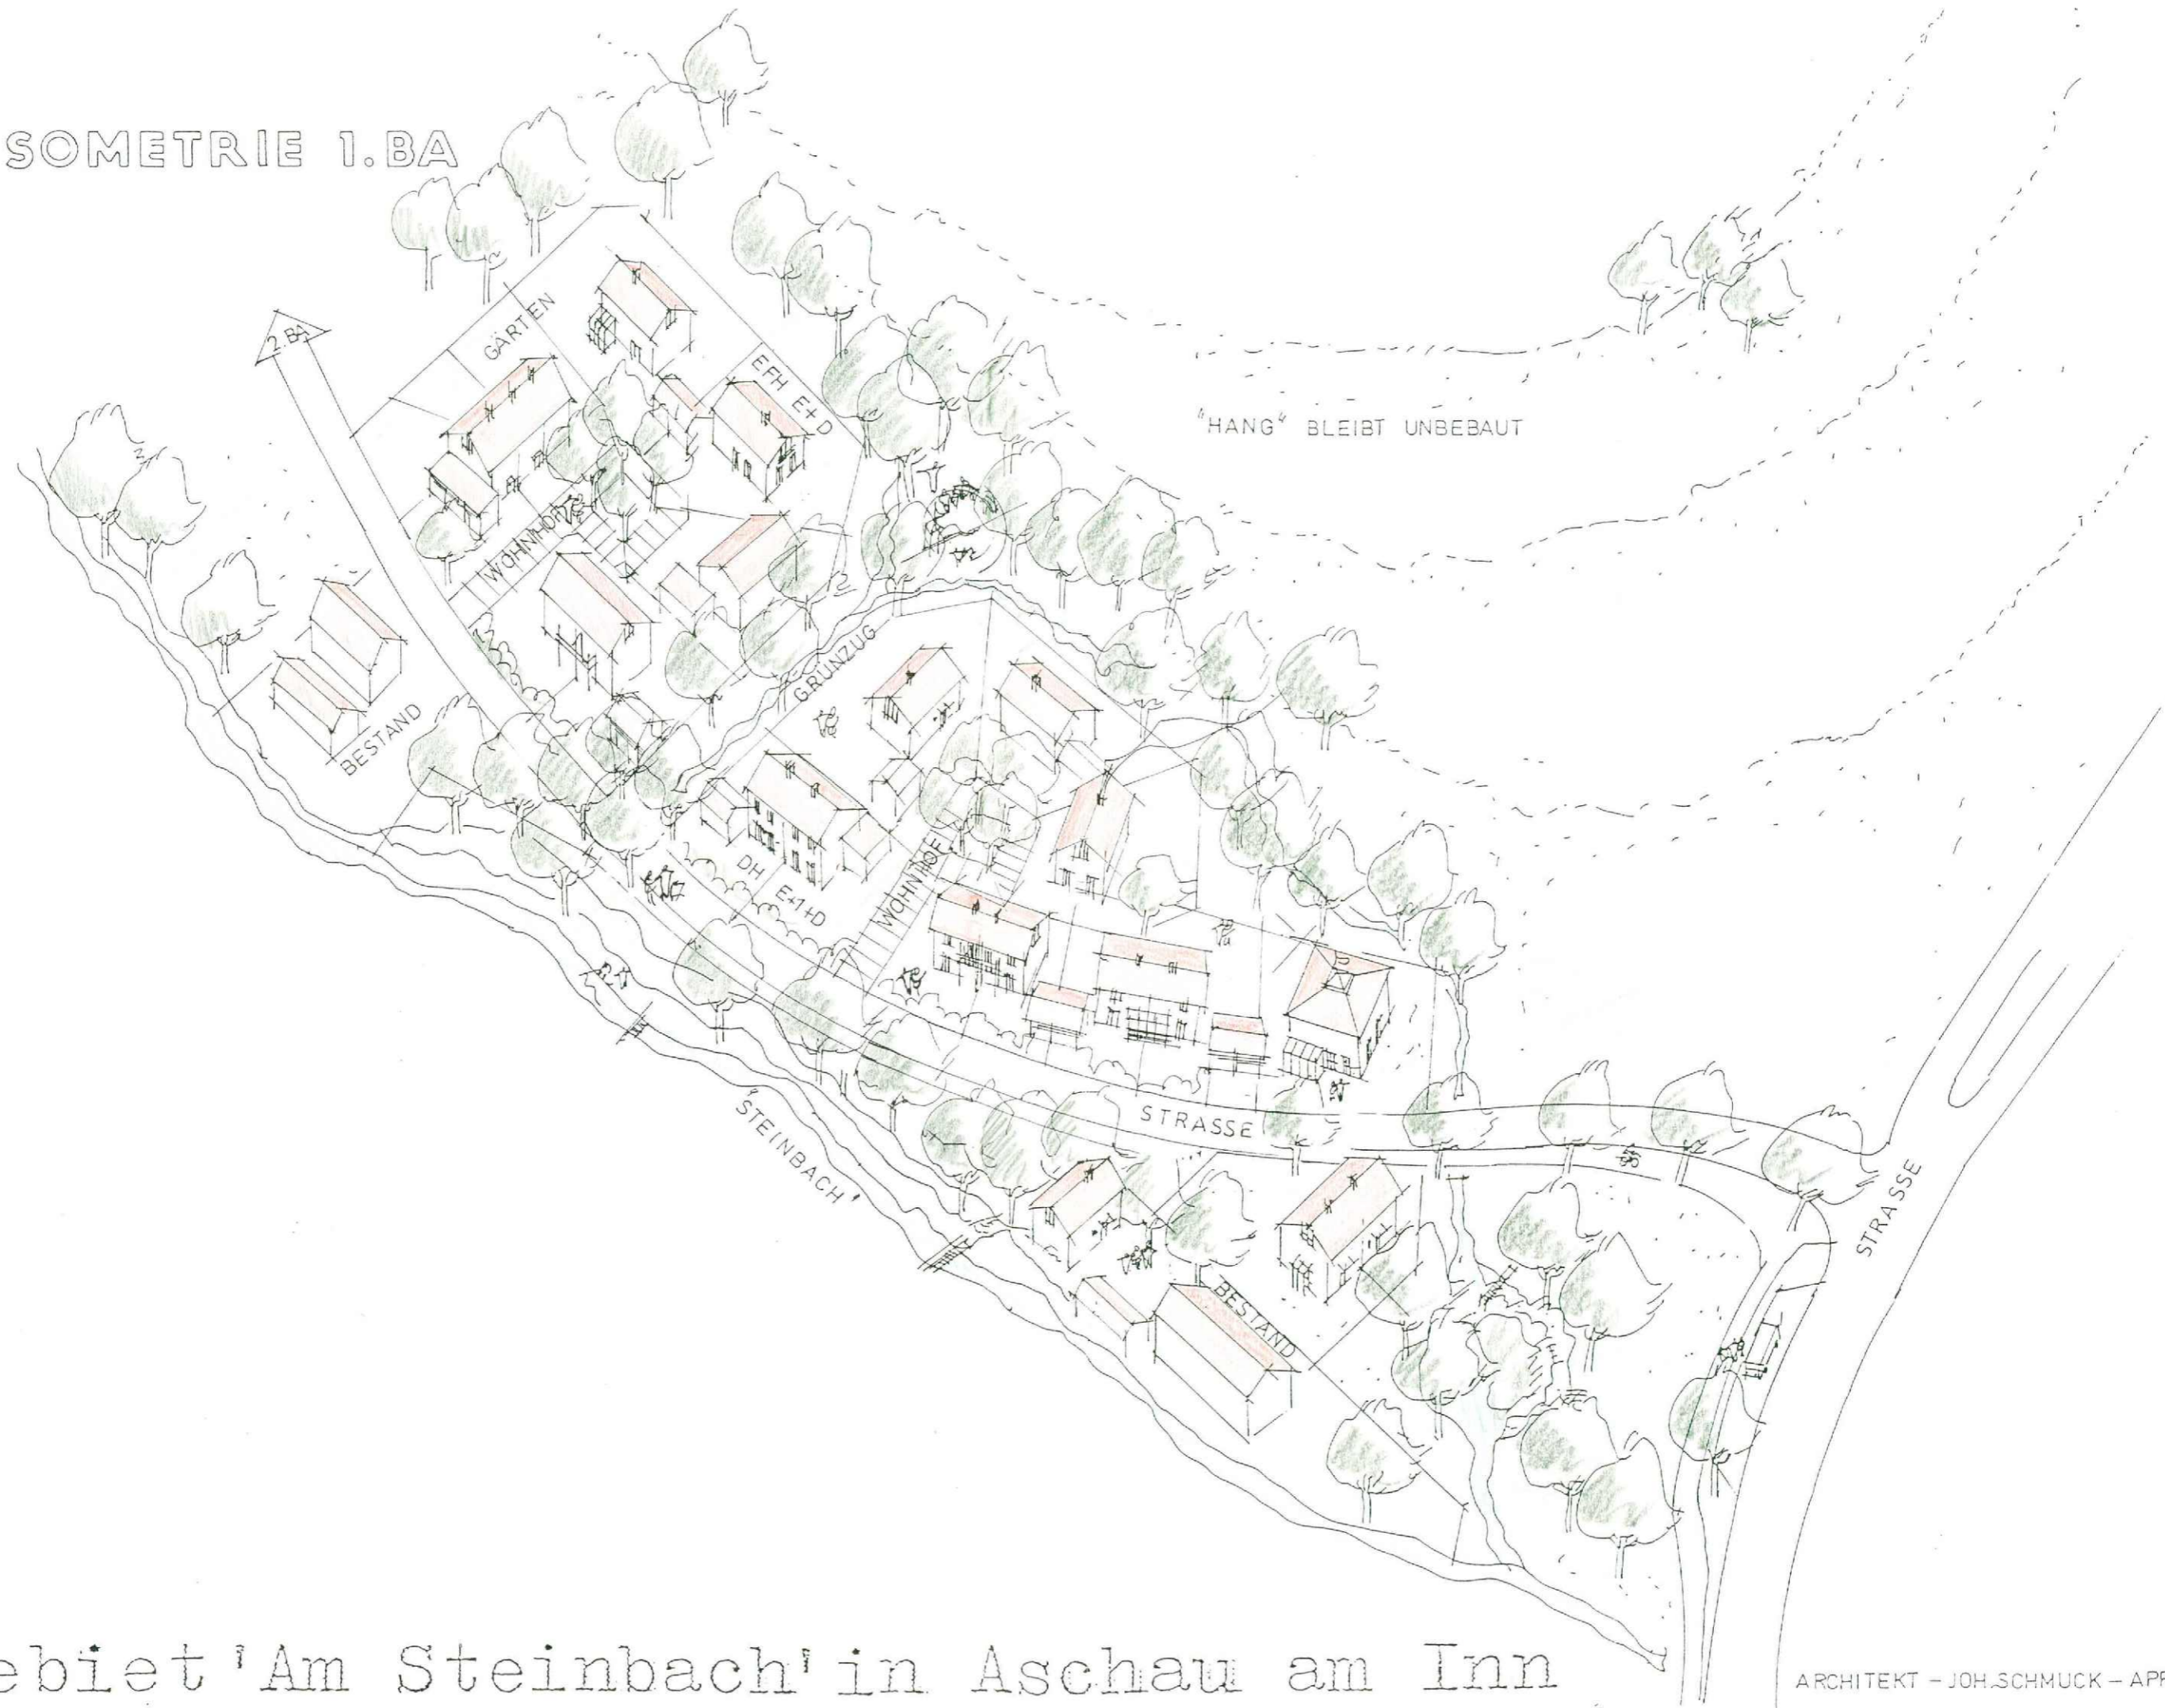 SOMETRIE 1.BA
2.BA
GÄRTEN
EFH E+D
"HANG" BLEIBT UNBEBAUT
WOHNHOF
GRÜNZUG
BESTAND
DH E+1+D
WOHNHOF
STRASSE
'STEINBACH'
STRASSE
BESTAND
ebiet 'Am Steinbach' in Aschau am Inn
ARCHITEKT - JOH.SCHMUCK - APR